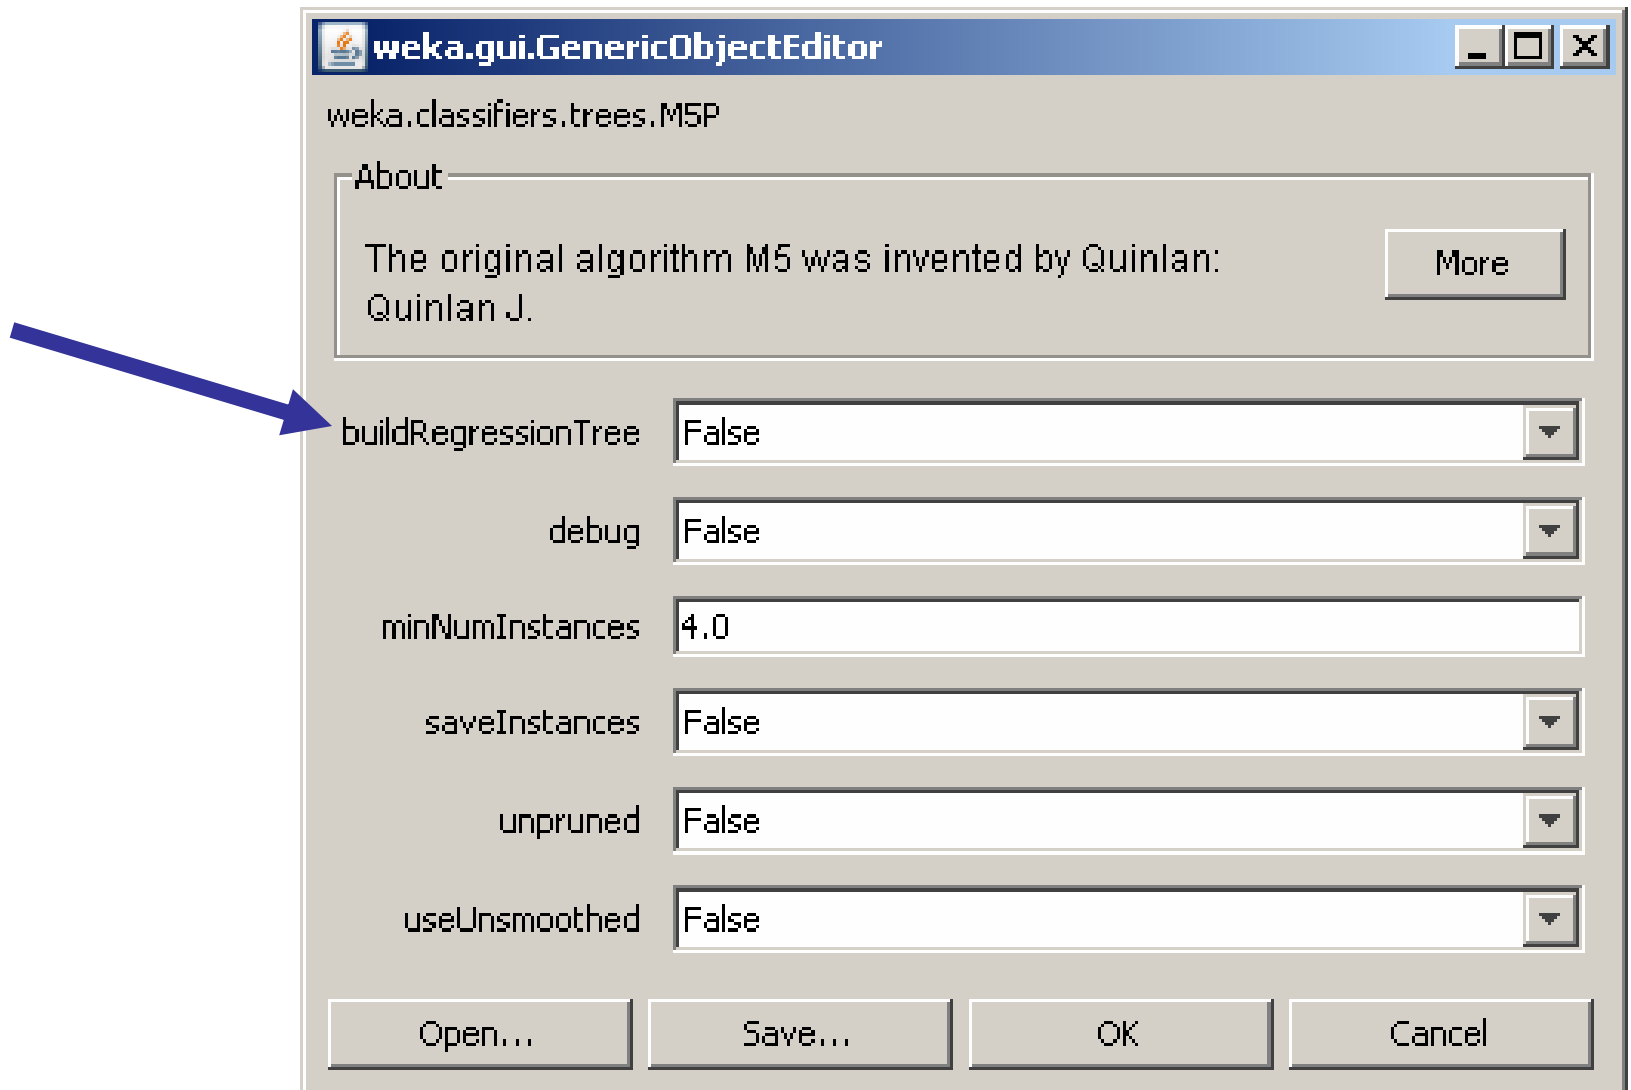 weka.gui.GenericObjectEditor
weka.classifiers.trees.M5P
About
The original algorithm M5 was invented by Quinlan:
Quinlan J.
More
buildRegressionTree False
debug False
minNumInstances 4.0
saveInstances False
unpruned False
useUnsmoothed False
Open... Save... OK Cancel